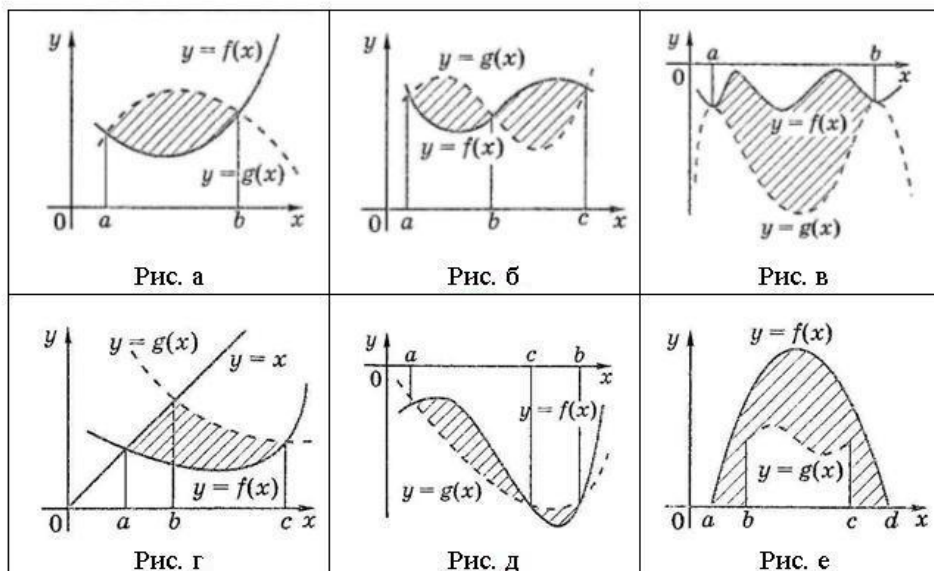 y
y = f(x)
y = g(x)
0
a
b
x
Рис. а
y
y = g(x)
y = f(x)
0
a
b
c
x
Рис. б
a
b
0
x
y = f(x)
y = g(x)
y
Рис. в
y
y = g(x)
y = x
y = f(x)
0
a
b
c
x
Рис. г
y
a
c
b
0
x
y = f(x)
y = g(x)
Рис. д
y
y = f(x)
y = g(x)
0
a
b
c
d
x
Рис. е